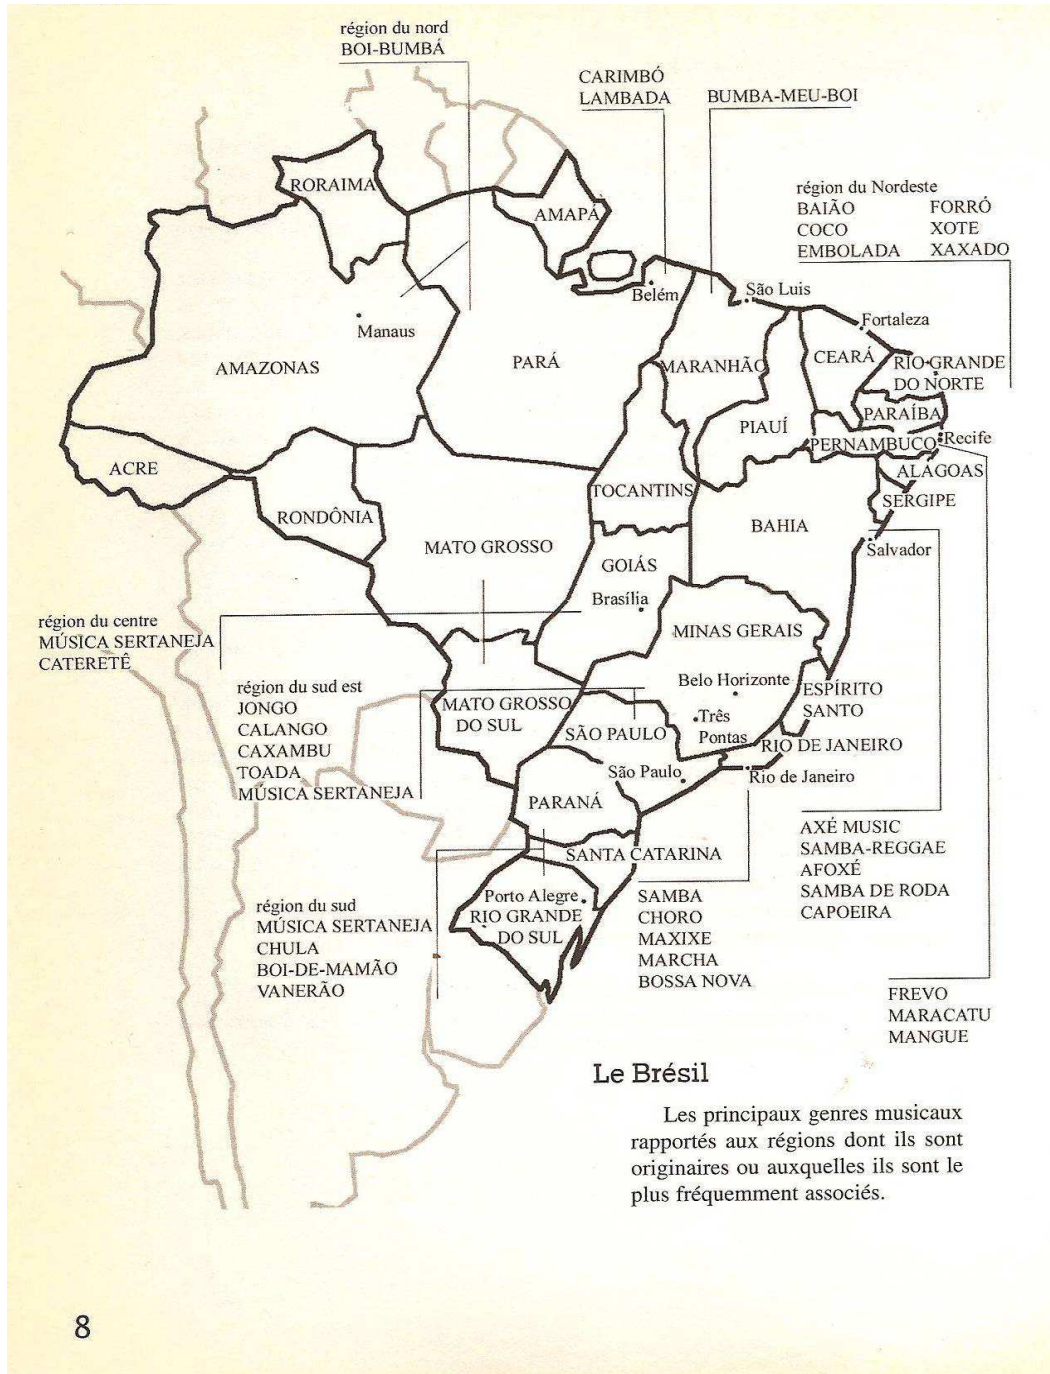 région du nord
BOI-BUMBÁ
CARIMBÓ
LAMBADA
BUMBA-MEU-BOI
région du Nordeste
BAIÃO FORRÓ
COCO XOTE
EMBOLADA XAXADO
RORAIMA
AMAPÁ
Belém
São Luis
Manaus
Fortaleza
AMAZONAS
PARÁ
MARANHÃO
CEARÁ
RIO GRANDE
DO NORTE
PARAÍBA
PIAUÍ
PERNAMBUCO
Recife
ACRE
ALAGOAS
TOCANTINS
SERGIPE
RONDÔNIA
BAHIA
MATO GROSSO
Salvador
GOIÁS
Brasília
région du centre
MÚSICA SERTANEJA
CATERETÊ
MINAS GERAIS
Belo Horizonte
ESPÍRITO
SANTO
région du sud est
JONGO
CALANGO
CAXAMBU
TOADA
MÚSICA SERTANEJA
MATO GROSSO
DO SUL
Três
Pontas
SÃO PAULO
RIO DE JANEIRO
São Paulo
Rio de Janeiro
PARANÁ
SANTA CATARINA
AXÉ MUSIC
SAMBA-REGGAE
AFOXÉ
SAMBA DE RODA
CAPOEIRA
Porto Alegre
RIO GRANDE
DO SUL
SAMBA
CHORO
MAXIXE
MARCHA
BOSSA NOVA
région du sud
MÚSICA SERTANEJA
CHULA
BOI-DE-MAMÃO
VANERÃO
FREVO
MARACATU
MANGUE
Le Brésil
Les principaux genres musicaux
rapportés aux régions dont ils sont
originaires ou auxquelles ils sont le
plus fréquemment associés.
8